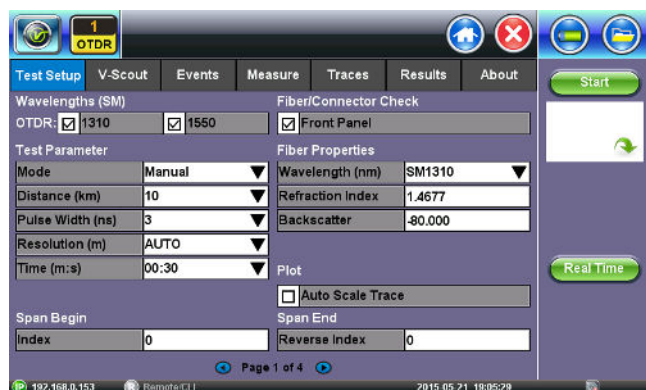 1
OTDR
Test Setup V-Scout Events Measure Traces Results About
Start
Wavelengths (SM) Fiber/Connector Check
OTDR: 1310 1550 Front Panel
Test Parameter Fiber Properties
Mode Manual Wavelength (nm) SM1310
Distance (km) 10 Refraction Index 1.4677
Pulse Width (ns) 3 Backscatter -80.000
Resolution (m) AUTO
Time (m:s) 00:30 Plot
Real Time
Auto Scale Trace
Span Begin Span End
Index 0 Reverse Index 0
Page 1 of 4
IP 192.168.0.153 R Remote/CLI 2015.05.21 19:05:29